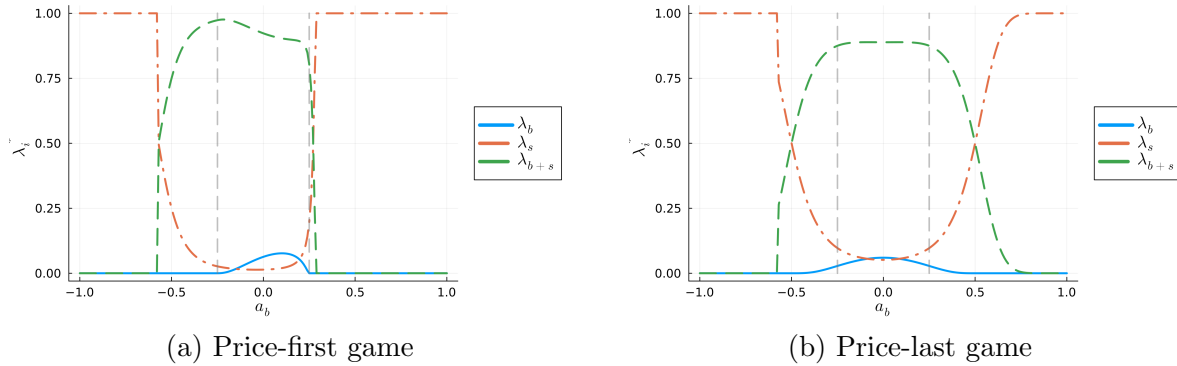 1.00
0.75
0.50
0.25
0.00
λ_i
−1.0 −0.5 0.0 0.5 1.0
a_b
λ_b
λ_s
λ_{b+s}
(a) Price-first game
1.00
0.75
0.50
0.25
0.00
λ_i
−1.0 −0.5 0.0 0.5 1.0
a_b
λ_b
λ_s
λ_{b+s}
(b) Price-last game